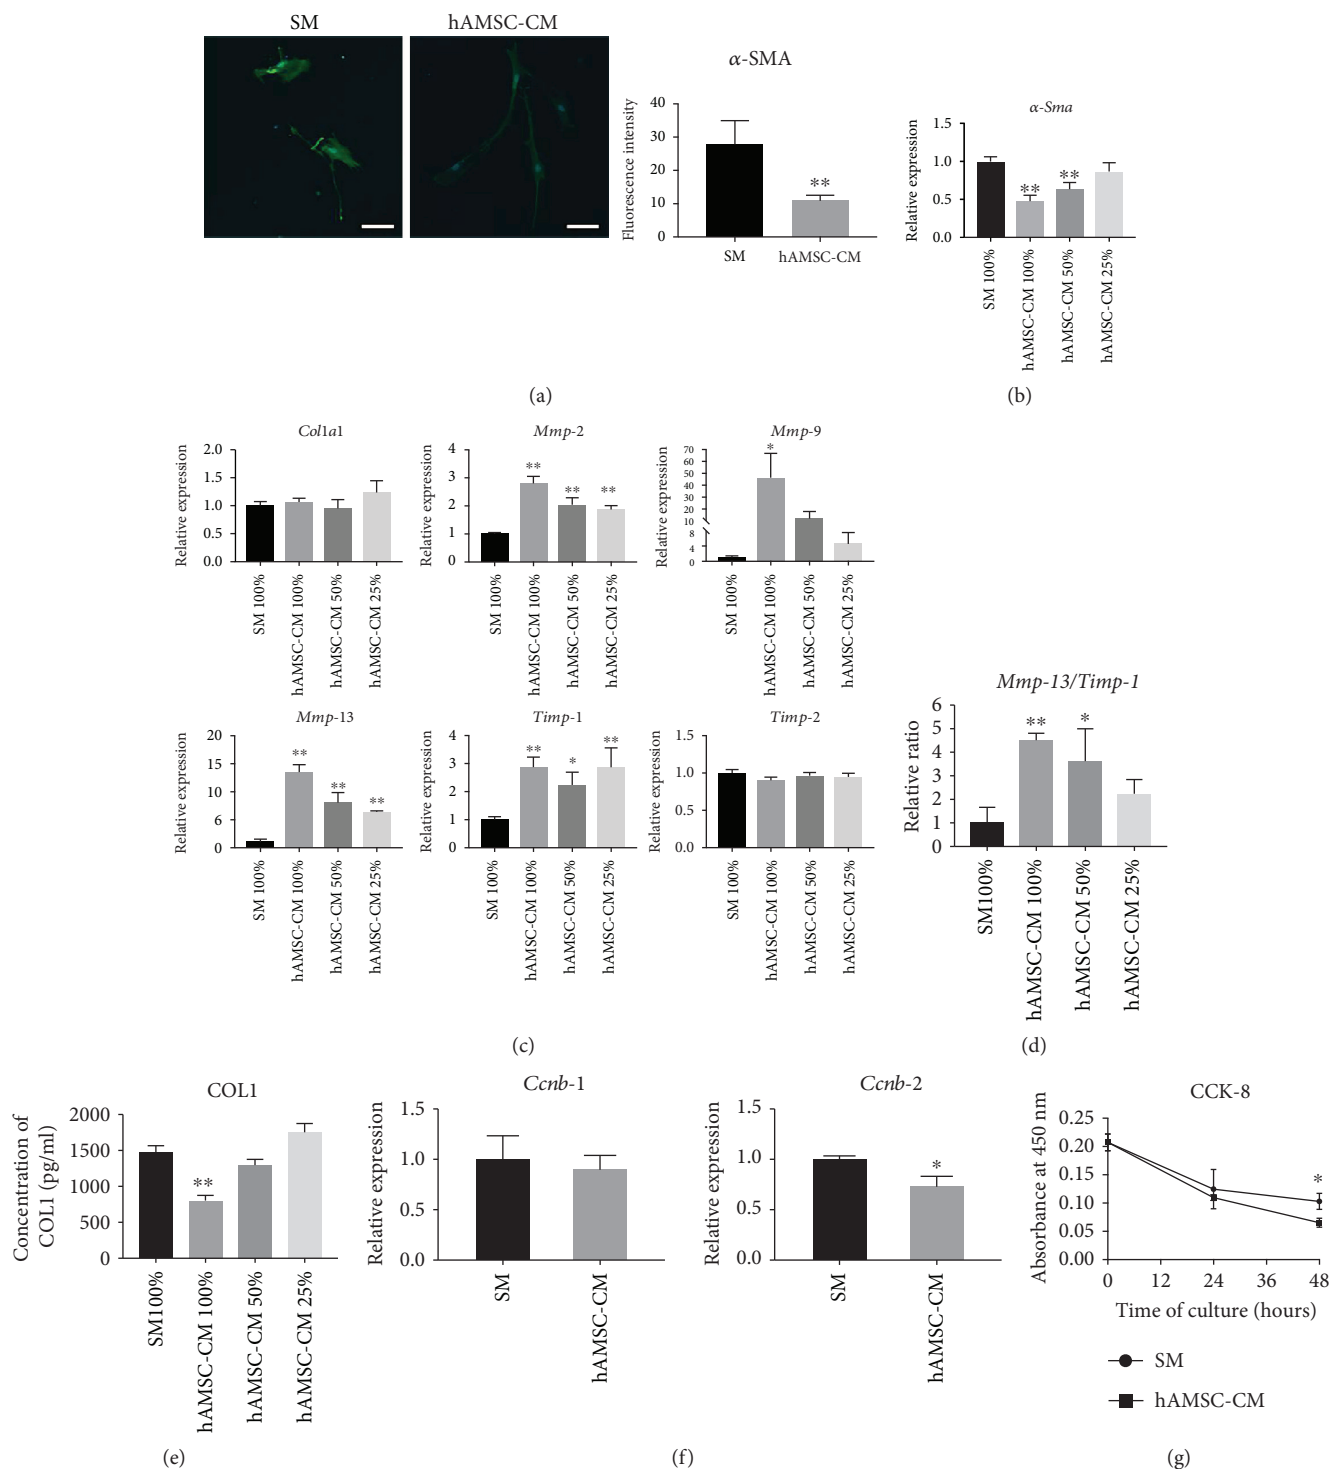 SM
hAMSC-CM
α-SMA
Fluorescence intensity
40
30
20
10
0
**
SM
hAMSC-CM
(a)
α-Sma
Relative expression
1.5
1.0
0.5
0.0
**
**
SM 100%
hAMSC-CM 100%
hAMSC-CM 50%
hAMSC-CM 25%
(b)
Col1a1
Relative expression
2.0
1.5
1.0
0.5
0.0
SM 100%
hAMSC-CM 100%
hAMSC-CM 50%
hAMSC-CM 25%
Mmp-2
Relative expression
4
3
2
1
0
**
**
**
SM 100%
hAMSC-CM 100%
hAMSC-CM 50%
hAMSC-CM 25%
Mmp-9
Relative expression
70
60
50
40
30
20
10
8
4
0
*
SM 100%
hAMSC-CM 100%
hAMSC-CM 50%
hAMSC-CM 25%
Mmp-13
Relative expression
20
15
10
6
0
**
**
**
SM 100%
hAMSC-CM 100%
hAMSC-CM 50%
hAMSC-CM 25%
Timp-1
Relative expression
4
3
2
1
0
**
*
**
SM 100%
hAMSC-CM 100%
hAMSC-CM 50%
hAMSC-CM 25%
Timp-2
Relative expression
1.5
1.0
0.5
0.0
SM 100%
hAMSC-CM 100%
hAMSC-CM 50%
hAMSC-CM 25%
(c)
Mmp-13/Timp-1
Relative ratio
6
5
4
3
2
1
0
**
*
SM100%
hAMSC-CM 100%
hAMSC-CM 50%
hAMSC-CM 25%
(d)
COL1
Concentration of
COL1 (pg/ml)
2000
1500
1000
500
0
**
SM100%
hAMSC-CM 100%
hAMSC-CM 50%
hAMSC-CM 25%
(e)
Ccnb-1
Relative expression
1.5
1.0
0.5
0.0
SM
hAMSC-CM
Ccnb-2
Relative expression
1.5
1.0
0.5
0.0
*
SM
hAMSC-CM
(f)
CCK-8
Absorbance at 450 nm
0.25
0.20
0.15
0.10
0.05
0.00
*
0
12
24
36
48
Time of culture (hours)
SM
hAMSC-CM
(g)